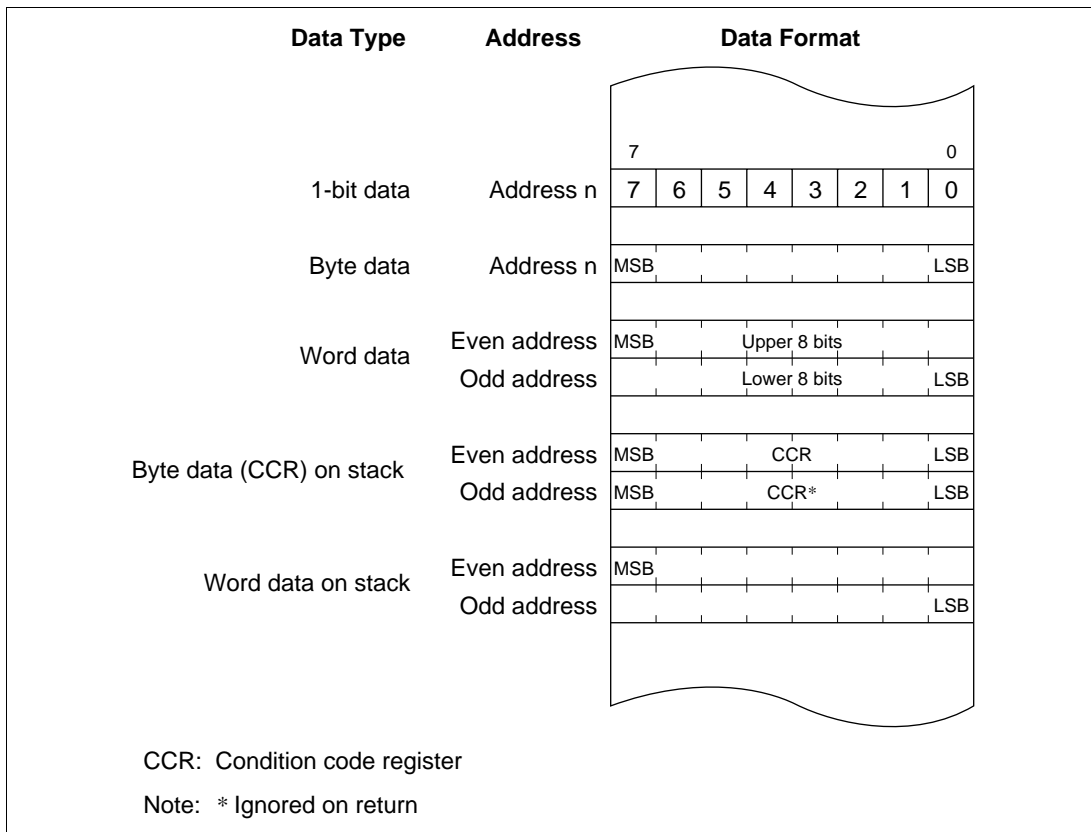 Data Type Address Data Format
7 0
1-bit data Address n 7 6 5 4 3 2 1 0
Byte data Address n MSB LSB
Word data
Even address MSB Upper 8 bits
Odd address Lower 8 bits LSB
Byte data (CCR) on stack
Even address MSB CCR LSB
Odd address MSB CCR* LSB
Word data on stack
Even address MSB
Odd address LSB
CCR: Condition code register
Note: * Ignored on return